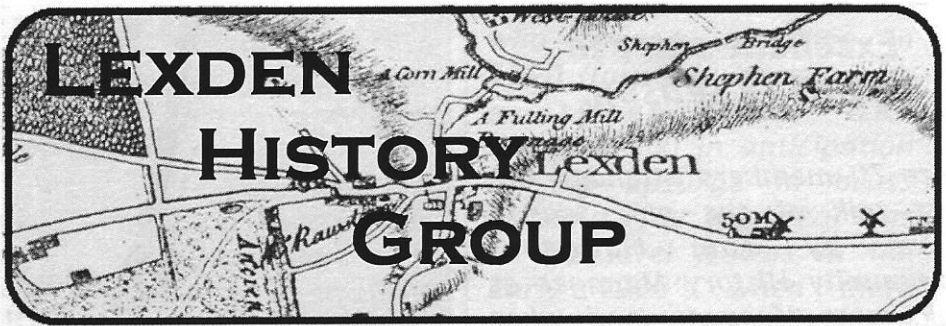 LEXDEN
HISTORY
GROUP
A Corn Mill
Shephen Bridge
Shephen Farm
A Fulling Mill
Lexden
50M